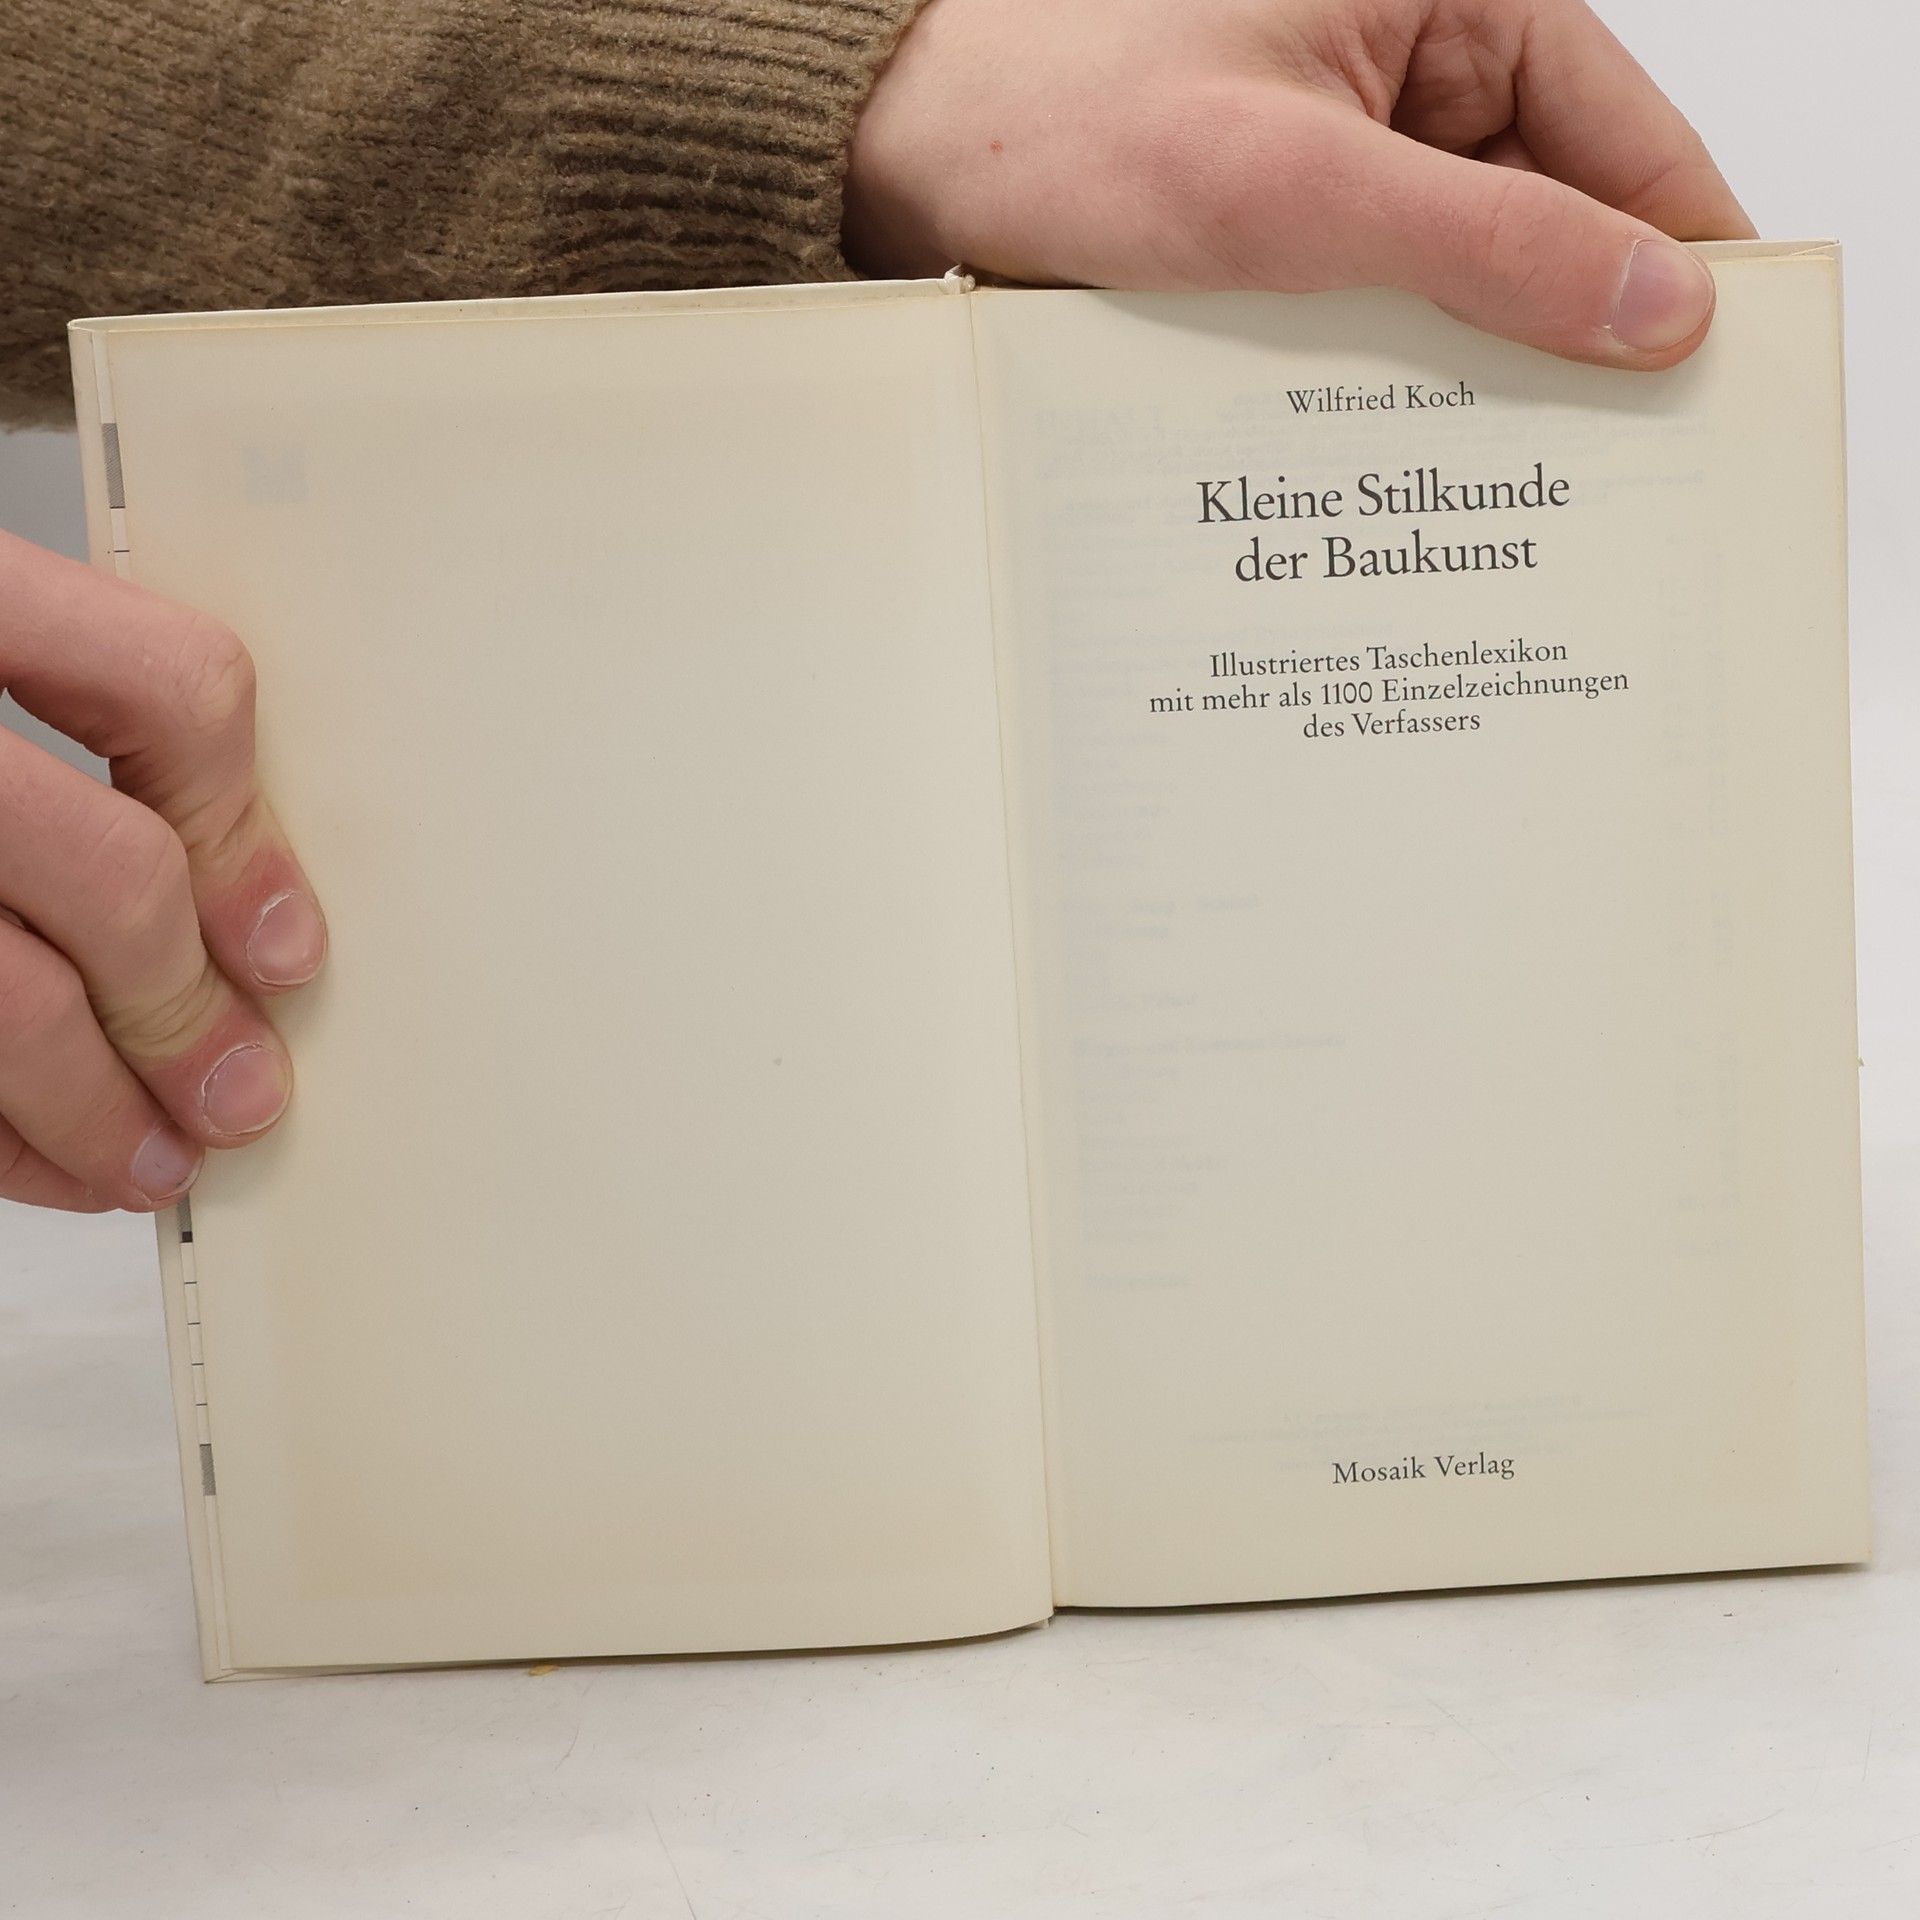 Wilfried Koch
Kleine Stilkunde
der Baukunst
Illustriertes Taschenlexikon
mit mehr als 1100 Einzelzeichnungen
des Verfassers
Mosaik Verlag